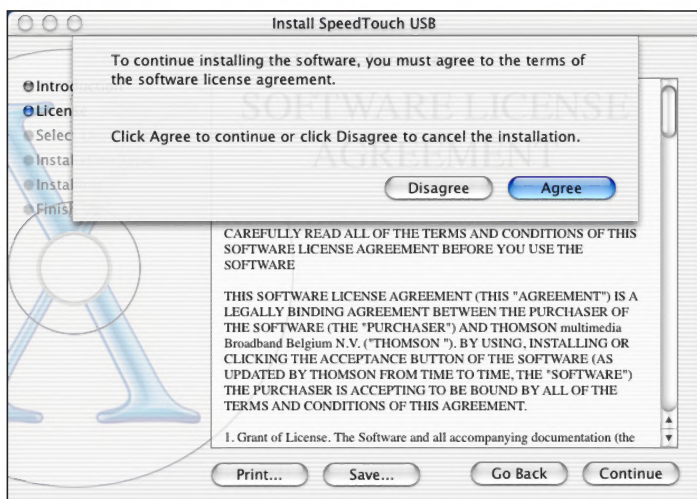 Install SpeedTouch USB
To continue installing the software, you must agree to the terms of
the software license agreement.
Click Agree to continue or click Disagree to cancel the installation.
Disagree
Agree
SOFTWARE LICENSE
AGREEMENT
CAREFULLY READ ALL OF THE TERMS AND CONDITIONS OF THIS
SOFTWARE LICENSE AGREEMENT BEFORE YOU USE THE
SOFTWARE
THIS SOFTWARE LICENSE AGREEMENT (THIS "AGREEMENT") IS A
LEGALLY BINDING AGREEMENT BETWEEN THE PURCHASER OF
THE SOFTWARE (THE "PURCHASER") AND THOMSON multimedia
Broadband Belgium N.V. ("THOMSON "). BY USING, INSTALLING OR
CLICKING THE ACCEPTANCE BUTTON OF THE SOFTWARE (AS
UPDATED BY THOMSON FROM TIME TO TIME, THE "SOFTWARE")
THE PURCHASER IS ACCEPTING TO BE BOUND BY ALL OF THE
TERMS AND CONDITIONS OF THIS AGREEMENT.
1. Grant of License. The Software and all accompanying documentation (the
Print...
Save...
Go Back
Continue